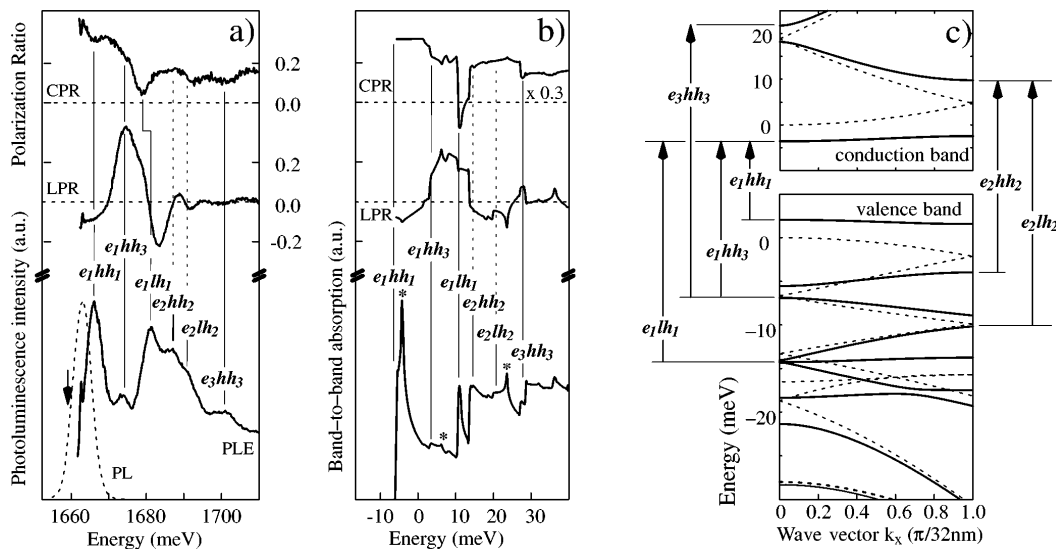 a)
Polarization Ratio
CPR
0.2
0.0
LPR
0.2
0.0
-0.2
e1hh1
e1hh3
e1lh1
e2hh2
e2lh2
e3hh3
Photoluminescence intensity (a.u.)
PL
PLE
1660
1680
1700
Energy (meV)
b)
CPR
x 0.3
LPR
e1hh1
e1hh3
e1lh1
e2hh2
e2lh2
e3hh3
*
*
*
Band-to-band absorption (a.u.)
-10
0
10
20
30
Energy (meV)
c)
20
10
0
conduction band
valence band
0
-10
-20
e3hh3
e1hh1
e1hh3
e1lh1
e2hh2
e2lh2
Energy (meV)
0
0.2
0.4
0.6
0.8
1.0
Wave vector kx (π/32nm)